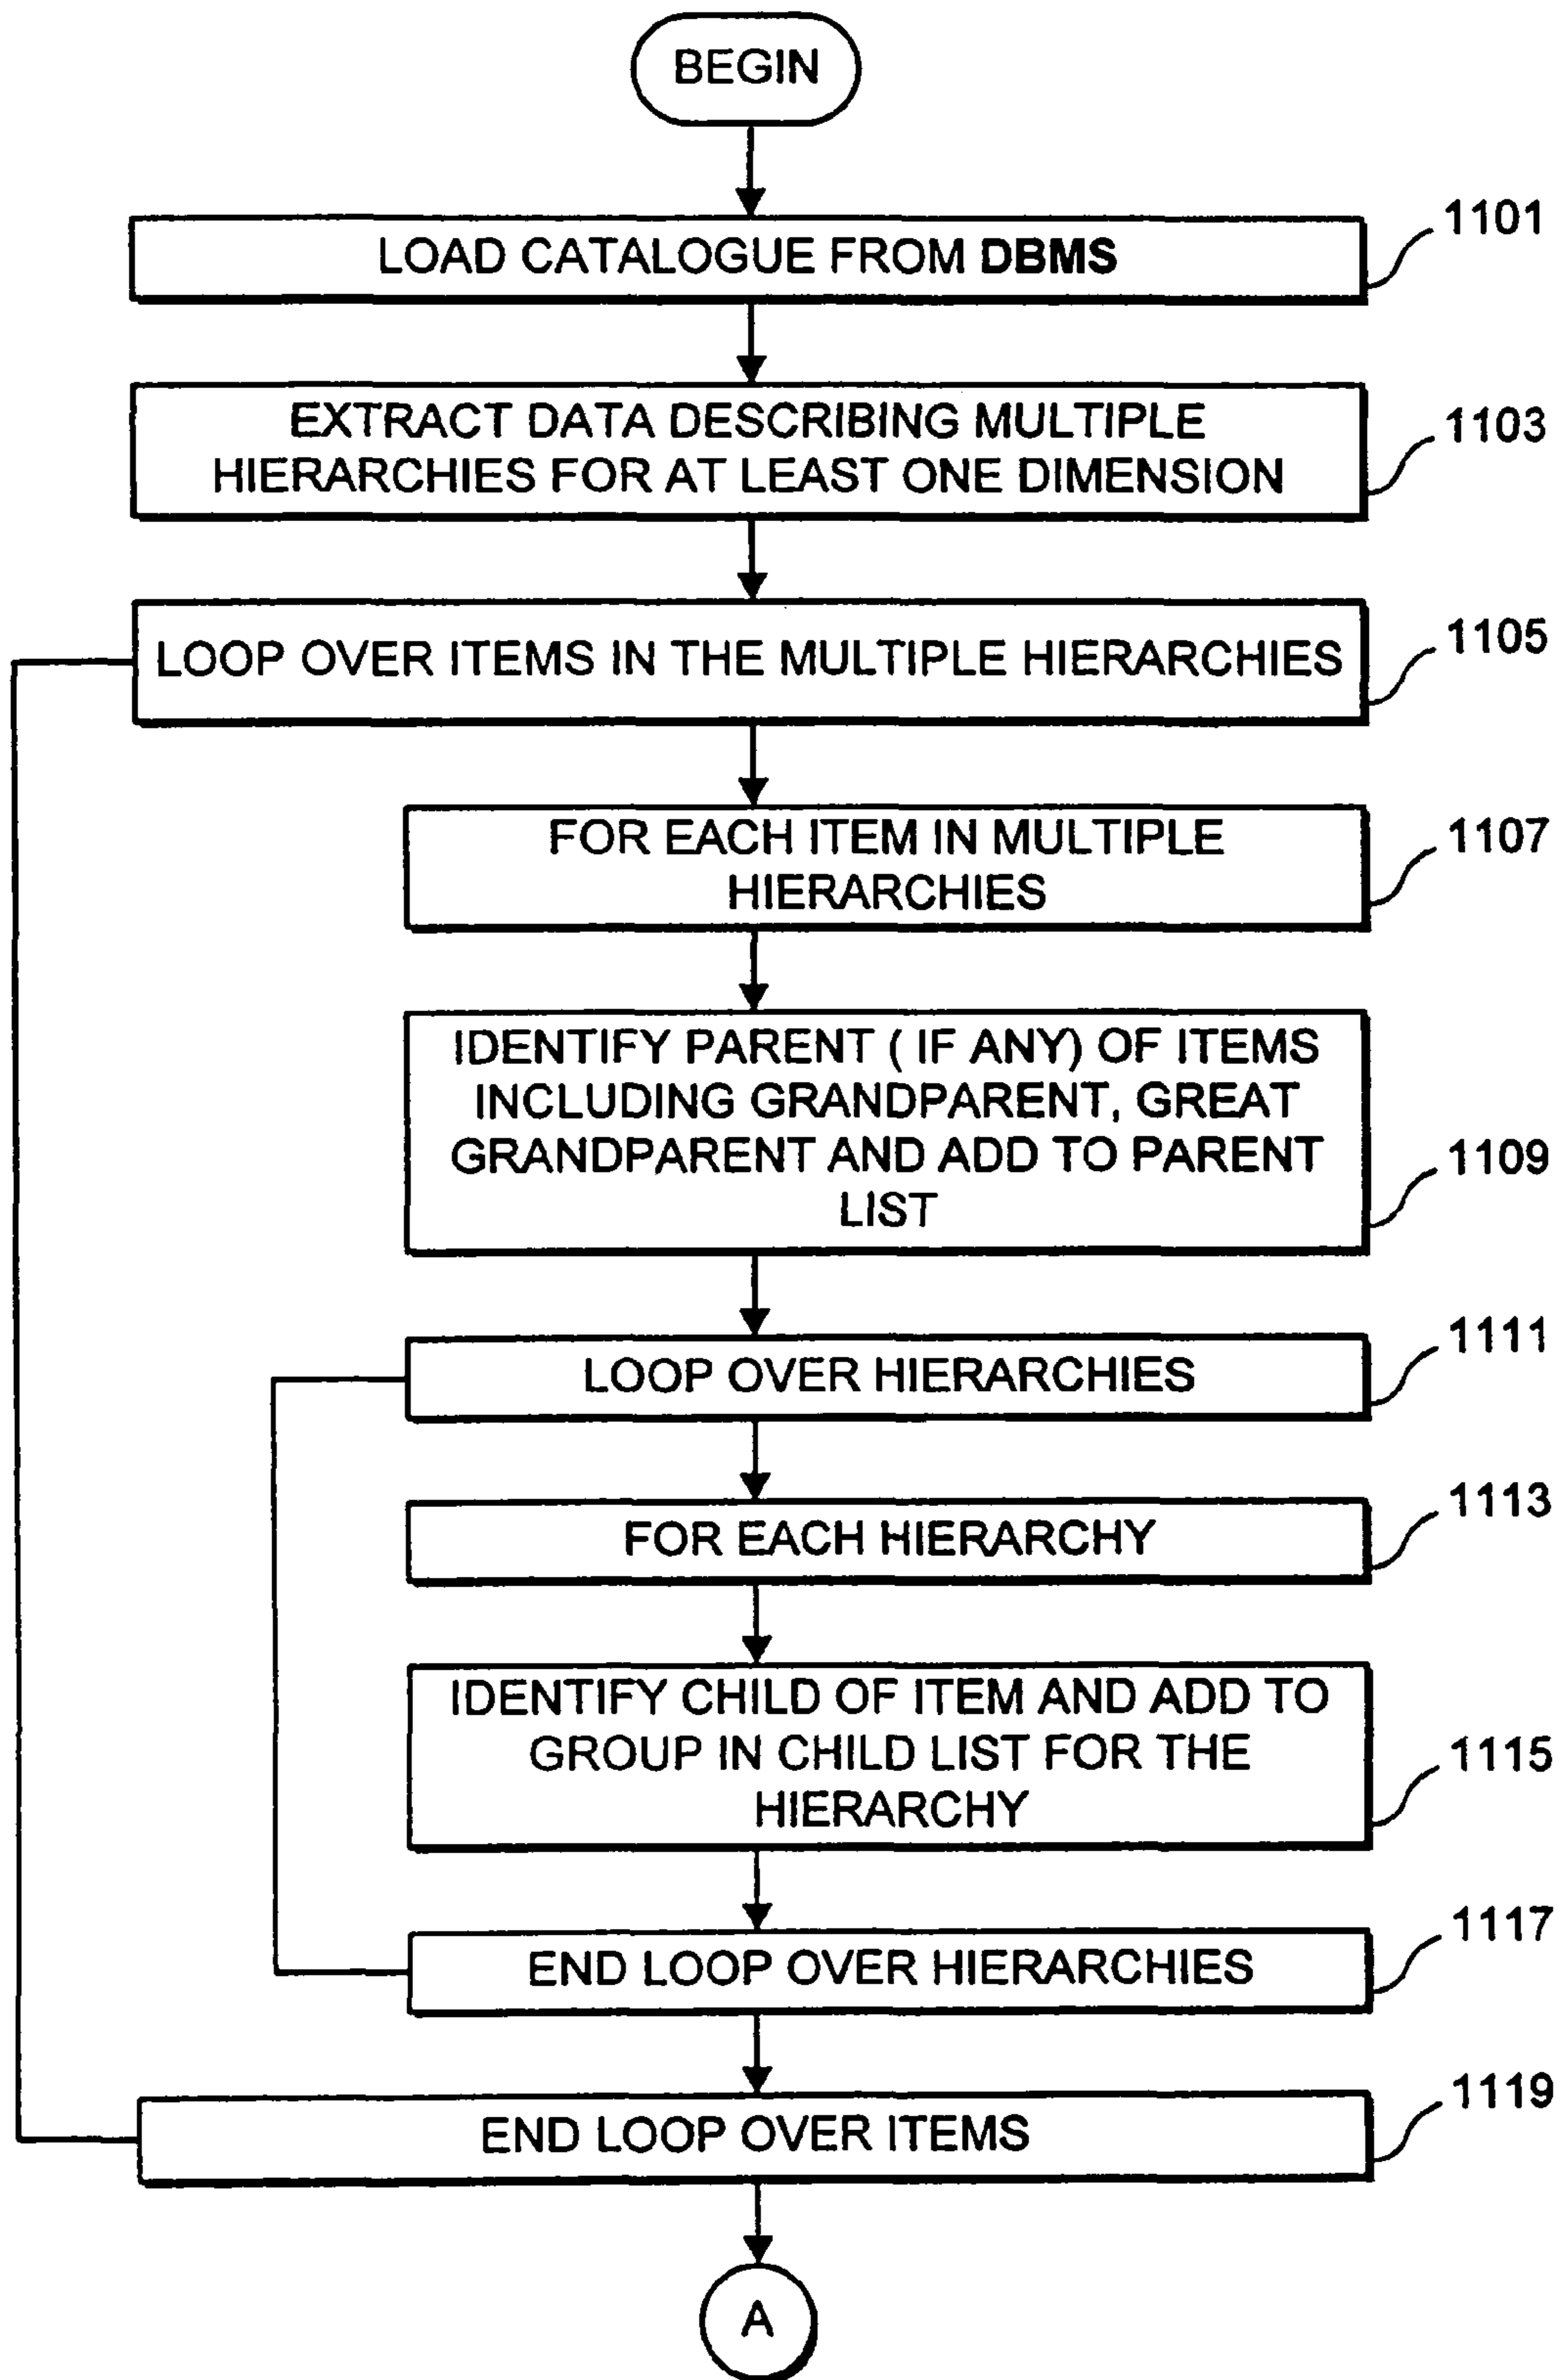 BEGIN
LOAD CATALOGUE FROM DBMS
1101
EXTRACT DATA DESCRIBING MULTIPLE
HIERARCHIES FOR AT LEAST ONE DIMENSION
1103
LOOP OVER ITEMS IN THE MULTIPLE HIERARCHIES
1105
FOR EACH ITEM IN MULTIPLE
HIERARCHIES
1107
IDENTIFY PARENT ( IF ANY) OF ITEMS
INCLUDING GRANDPARENT, GREAT
GRANDPARENT AND ADD TO PARENT
LIST
1109
LOOP OVER HIERARCHIES
1111
FOR EACH HIERARCHY
1113
IDENTIFY CHILD OF ITEM AND ADD TO
GROUP IN CHILD LIST FOR THE
HIERARCHY
1115
END LOOP OVER HIERARCHIES
1117
END LOOP OVER ITEMS
1119
A